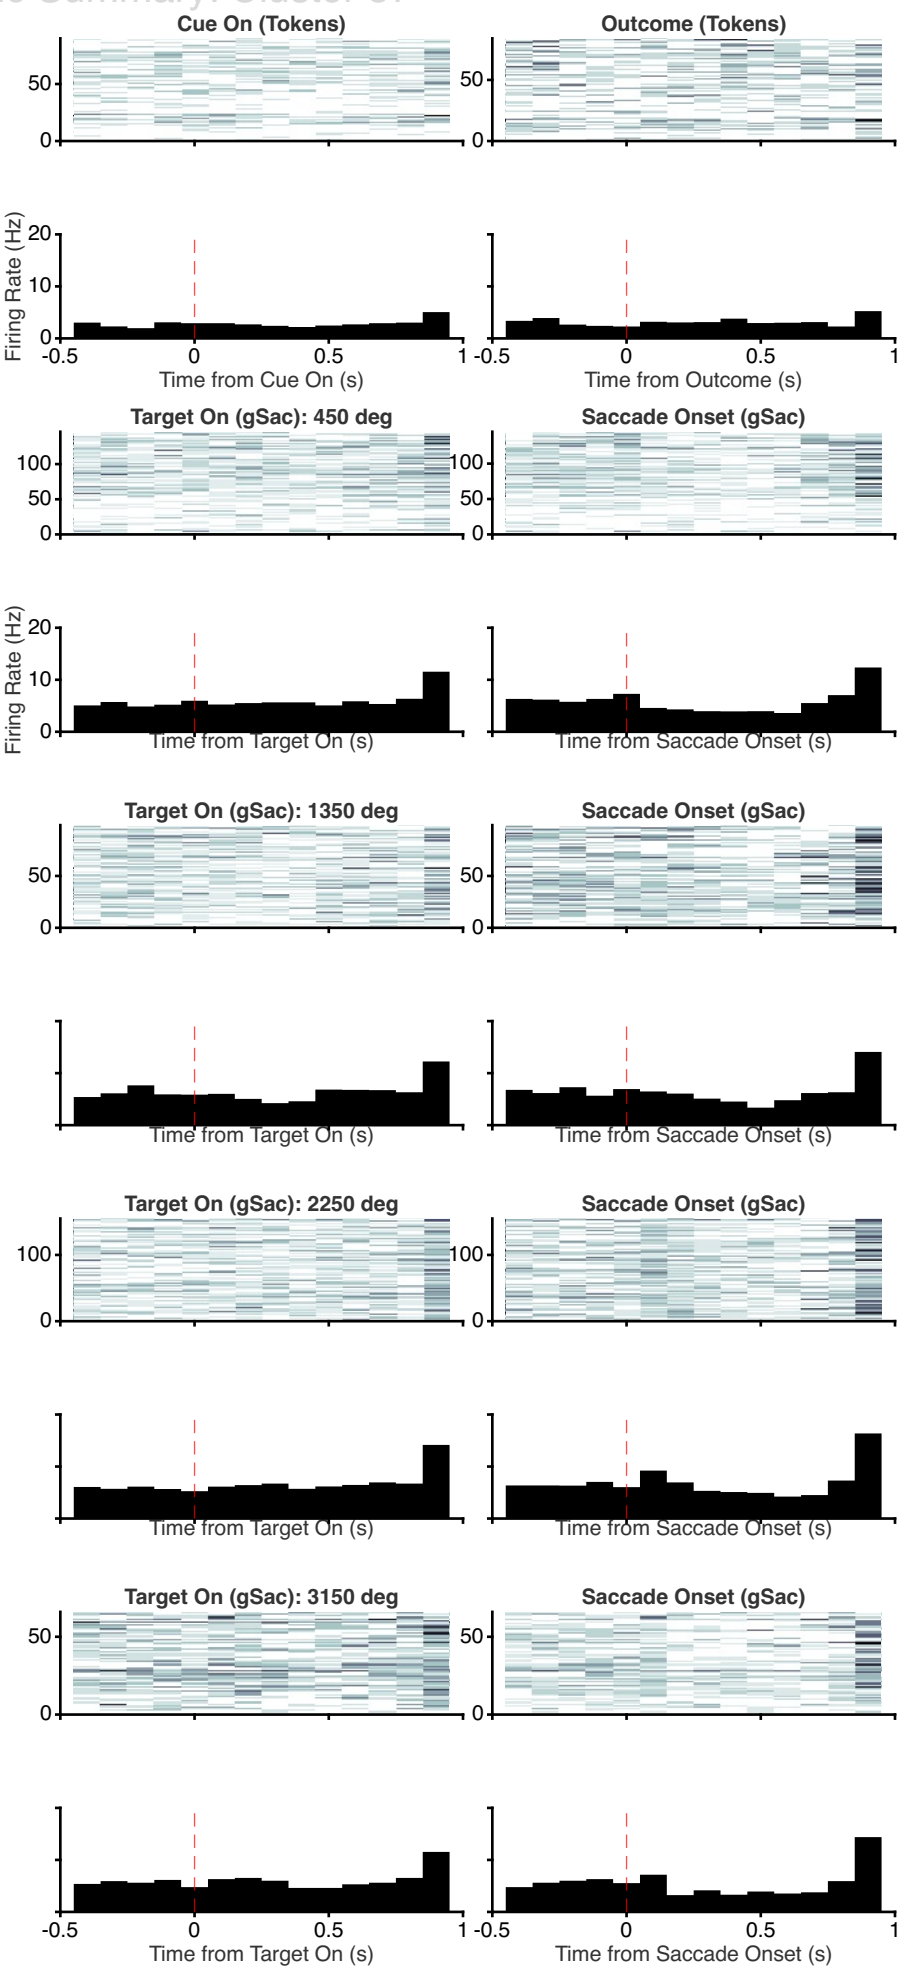 Summary: Cluster
Cue On (Tokens) Outcome (Tokens)
50 50
0 0
Firing Rate (Hz)
20
10
0
-0.5 0 0.5 1 -0.5 0 0.5 1
Time from Cue On (s) Time from Outcome (s)
Target On (gSac): 450 deg Saccade Onset (gSac)
100 100
50 50
0 0
Firing Rate (Hz)
20
10
0
Time from Target On (s) Time from Saccade Onset (s)
Target On (gSac): 1350 deg Saccade Onset (gSac)
50 50
0 0
Time from Target On (s) Time from Saccade Onset (s)
Target On (gSac): 2250 deg Saccade Onset (gSac)
100 100
0 0
Time from Target On (s) Time from Saccade Onset (s)
Target On (gSac): 3150 deg Saccade Onset (gSac)
50 50
0 0
-0.5 0 0.5 1 -0.5 0 0.5 1
Time from Target On (s) Time from Saccade Onset (s)